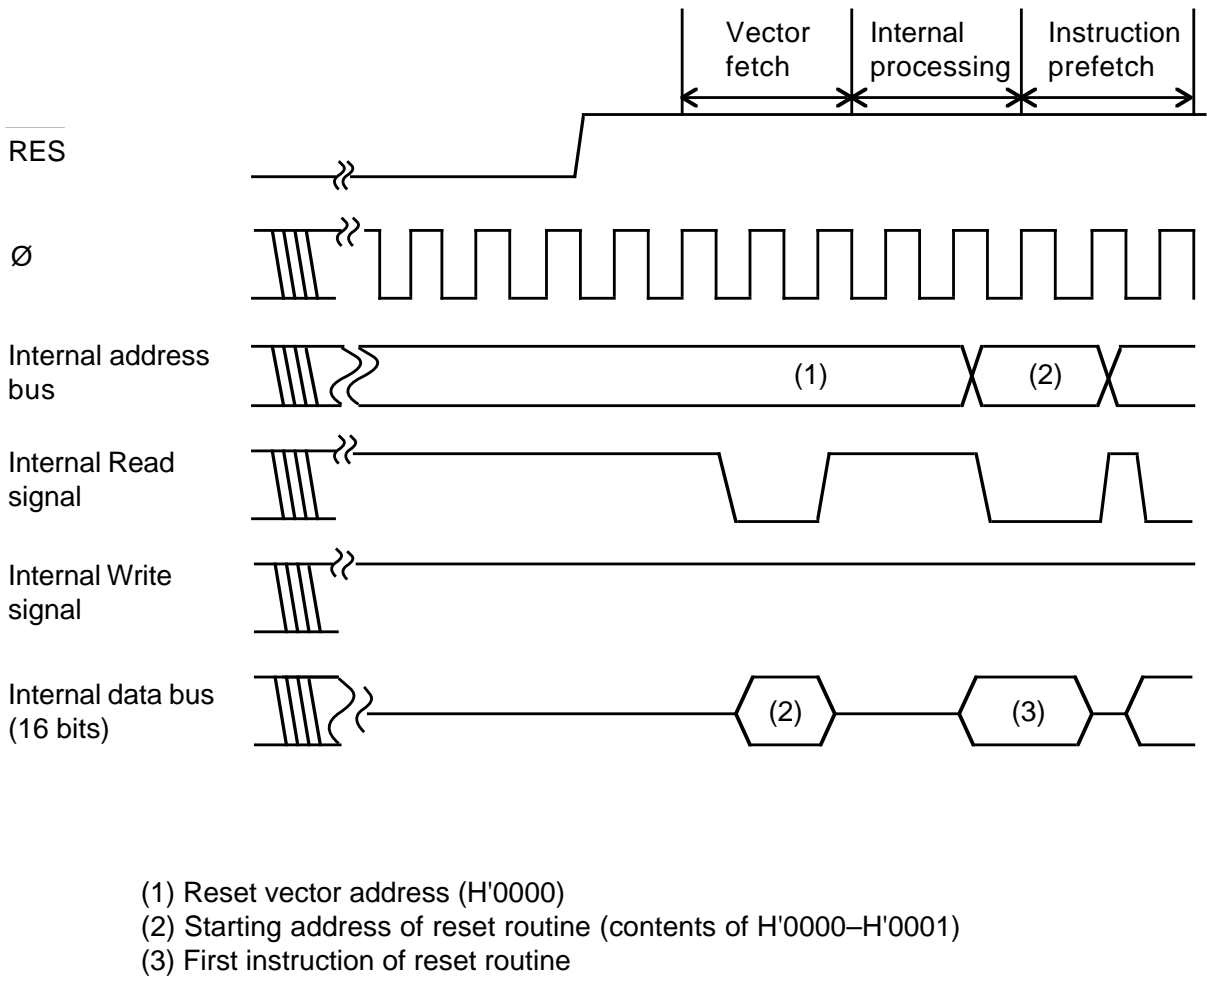 Vector Internal Instruction
fetch processing prefetch
RES
Ø
Internal address
bus
(1) (2)
Internal Read
signal
Internal Write
signal
Internal data bus
(16 bits)
(2) (3)
(1) Reset vector address (H'0000)
(2) Starting address of reset routine (contents of H'0000–H'0001)
(3) First instruction of reset routine